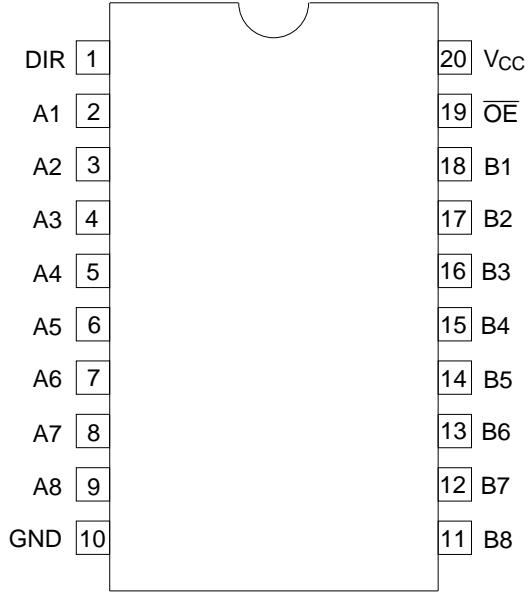 DIR 1 20 VCC
A1 2 19 O̅E̅
A2 3 18 B1
A3 4 17 B2
A4 5 16 B3
A5 6 15 B4
A6 7 14 B5
A7 8 13 B6
A8 9 12 B7
GND 10 11 B8